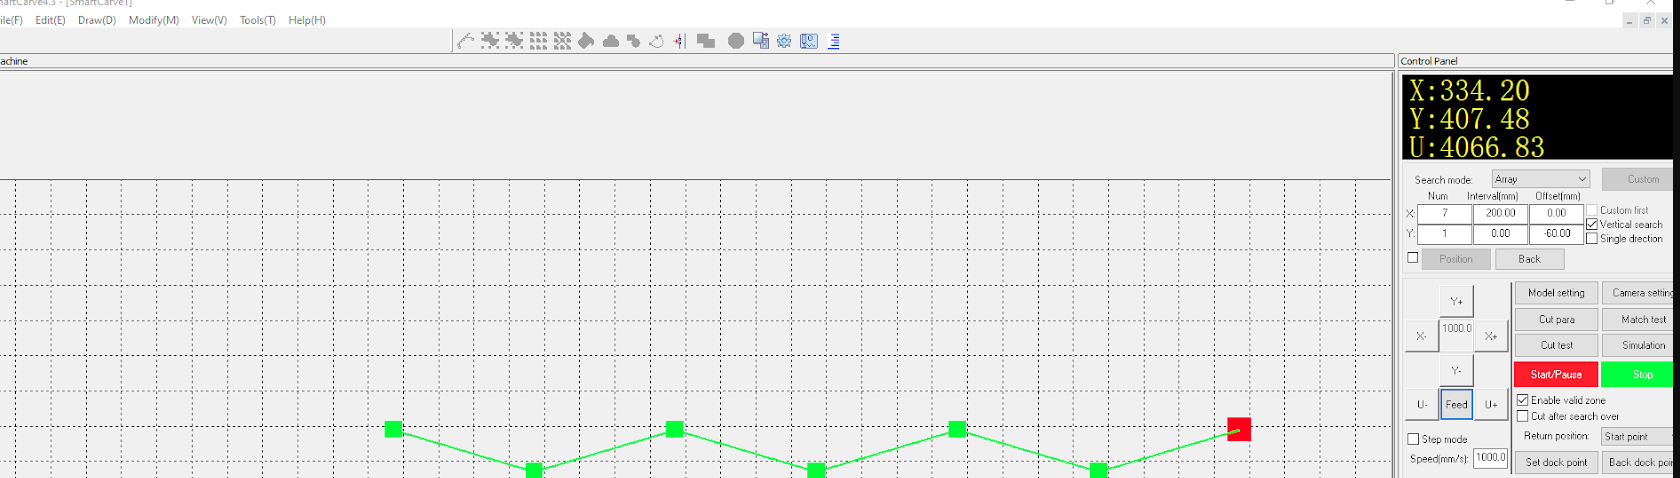 martCarve4.3 - [SmartCarve1]
ile(F) Edit(E) Draw(D) Modify(M) View(V) Tools(T) Help(H)
achine
Control Panel
X:334.20
Y:407.48
U:4066.83
Search mode: Array Custom
Num Interval(mm) Offset(mm)
X: 7 200.00 0.00 Custom first
Vertical search
Y: 1 0.00 -60.00 Single direction
Position Back
Y+
X- 1000.0 X+
Y-
U- Feed U+
Step mode
Speed(mm/s): 1000.0
Model setting Camera setting
Cut para Match test
Cut test Simulation
Start/Pause Stop
Enable valid zone
Cut after search over
Return position: Start point
Set dock point Back dock poi